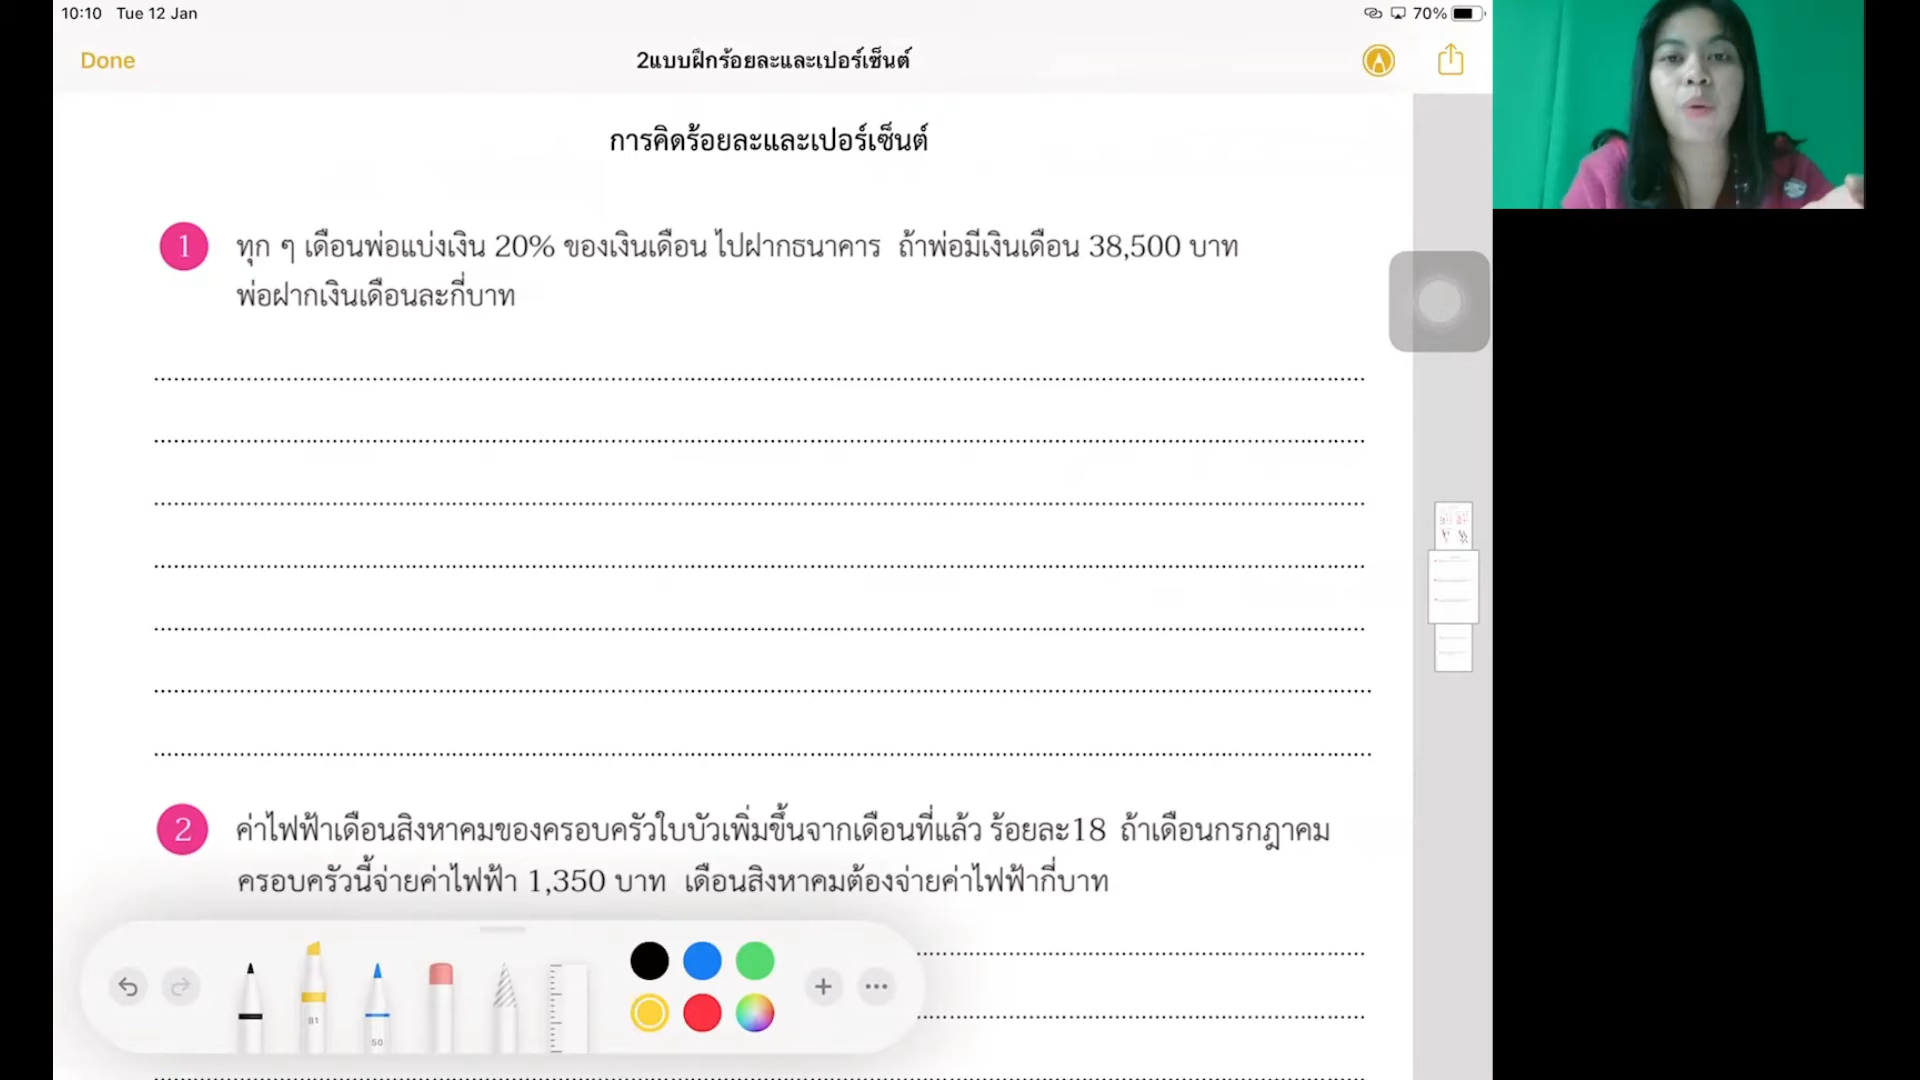 10:10 Tue 12 Jan
70%
Done
2แบบฝึกร้อยละและเปอร์เซ็นต์
การคิดร้อยละและเปอร์เซ็นต์
1 ทุก ๆ เดือนพ่อแบ่งเงิน 20% ของเงินเดือน ไปฝากธนาคาร ถ้าพ่อมีเงินเดือน 38,500 บาท
พ่อฝากเงินเดือนละกี่บาท
2 ค่าไฟฟ้าเดือนสิงหาคมของครอบครัวใบบัวเพิ่มขึ้นจากเดือนที่แล้ว ร้อยละ18 ถ้าเดือนกรกฎาคม
ครอบครัวนี้จ่ายค่าไฟฟ้า 1,350 บาท เดือนสิงหาคมต้องจ่ายค่าไฟฟ้ากี่บาท
81
50